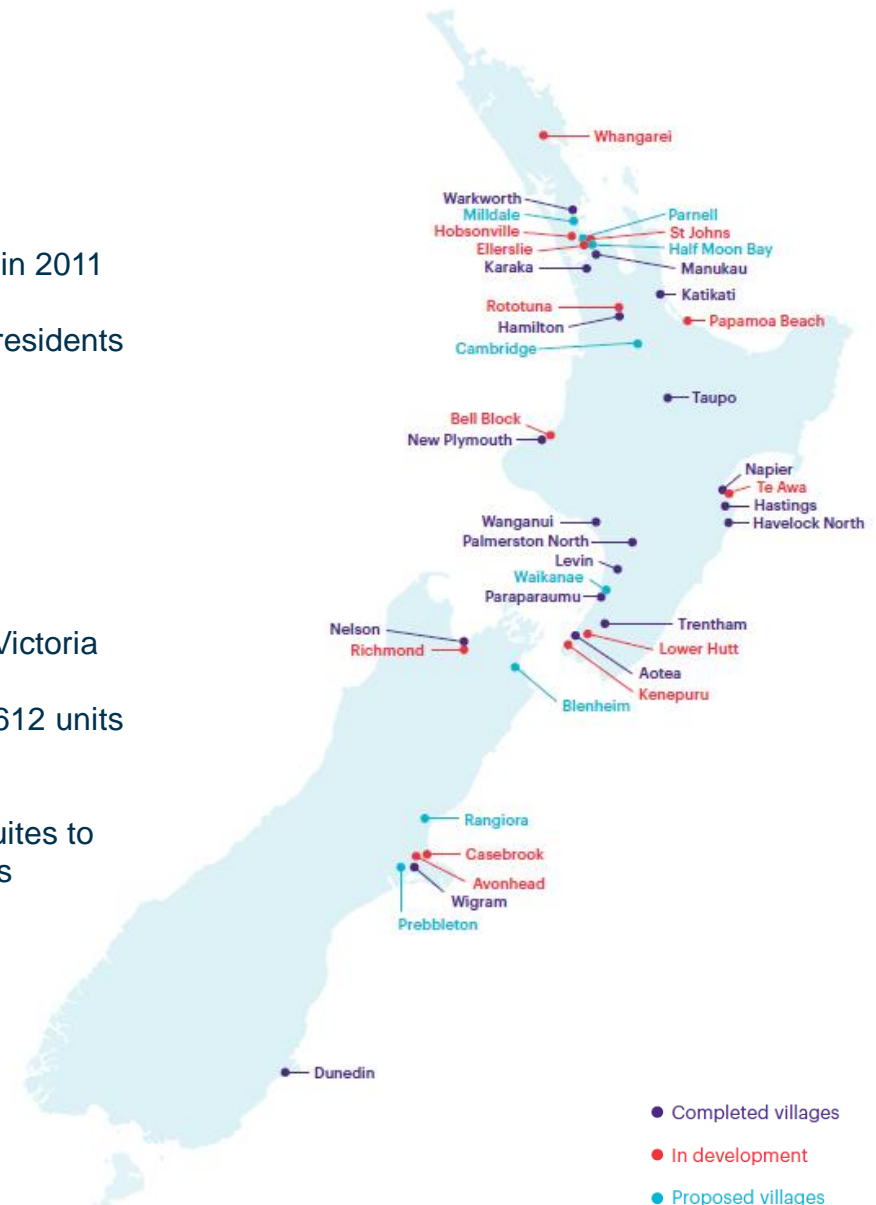 in 2011
residents
Victoria
612 units
uites to
s
Whangarei
Warkworth
Milldale
Parnell
Hobsonville
St Johns
Ellerslie
Half Moon Bay
Karaka
Manukau
Katikati
Rototuna
Papamoa Beach
Hamilton
Cambridge
Taupo
Bell Block
New Plymouth
Napier
Te Awa
Hastings
Havelock North
Wanganui
Palmerston North
Levin
Waikanae
Paraparaumu
Trentham
Nelson
Richmond
Lower Hutt
Aotea
Kenepuru
Blenheim
Rangiora
Casebrook
Avonhead
Wigram
Prebbleton
Dunedin
Completed villages
In development
Proposed villages